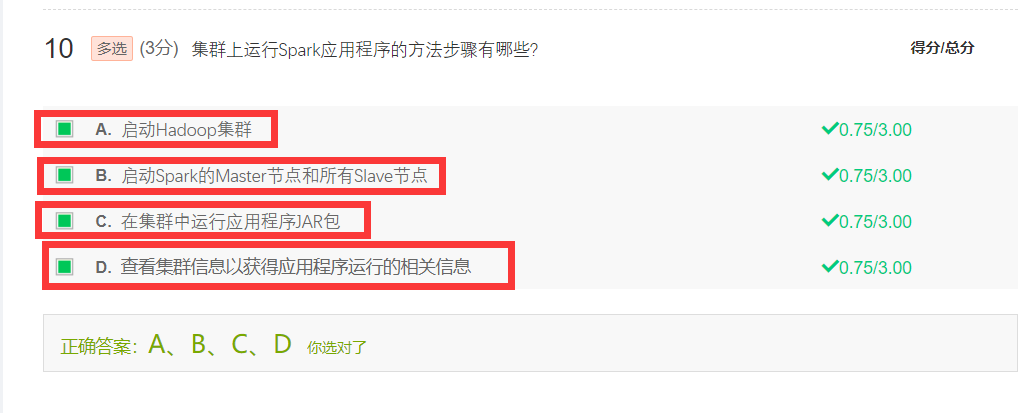 10 多选 (3分) 集群上运行Spark应用程序的方法步骤有哪些? 得分/总分
A. 启动Hadoop集群 0.75/3.00
B. 启动Spark的Master节点和所有Slave节点 0.75/3.00
C. 在集群中运行应用程序JAR包 0.75/3.00
D. 查看集群信息以获得应用程序运行的相关信息 0.75/3.00
正确答案：A、B、C、D 你选对了